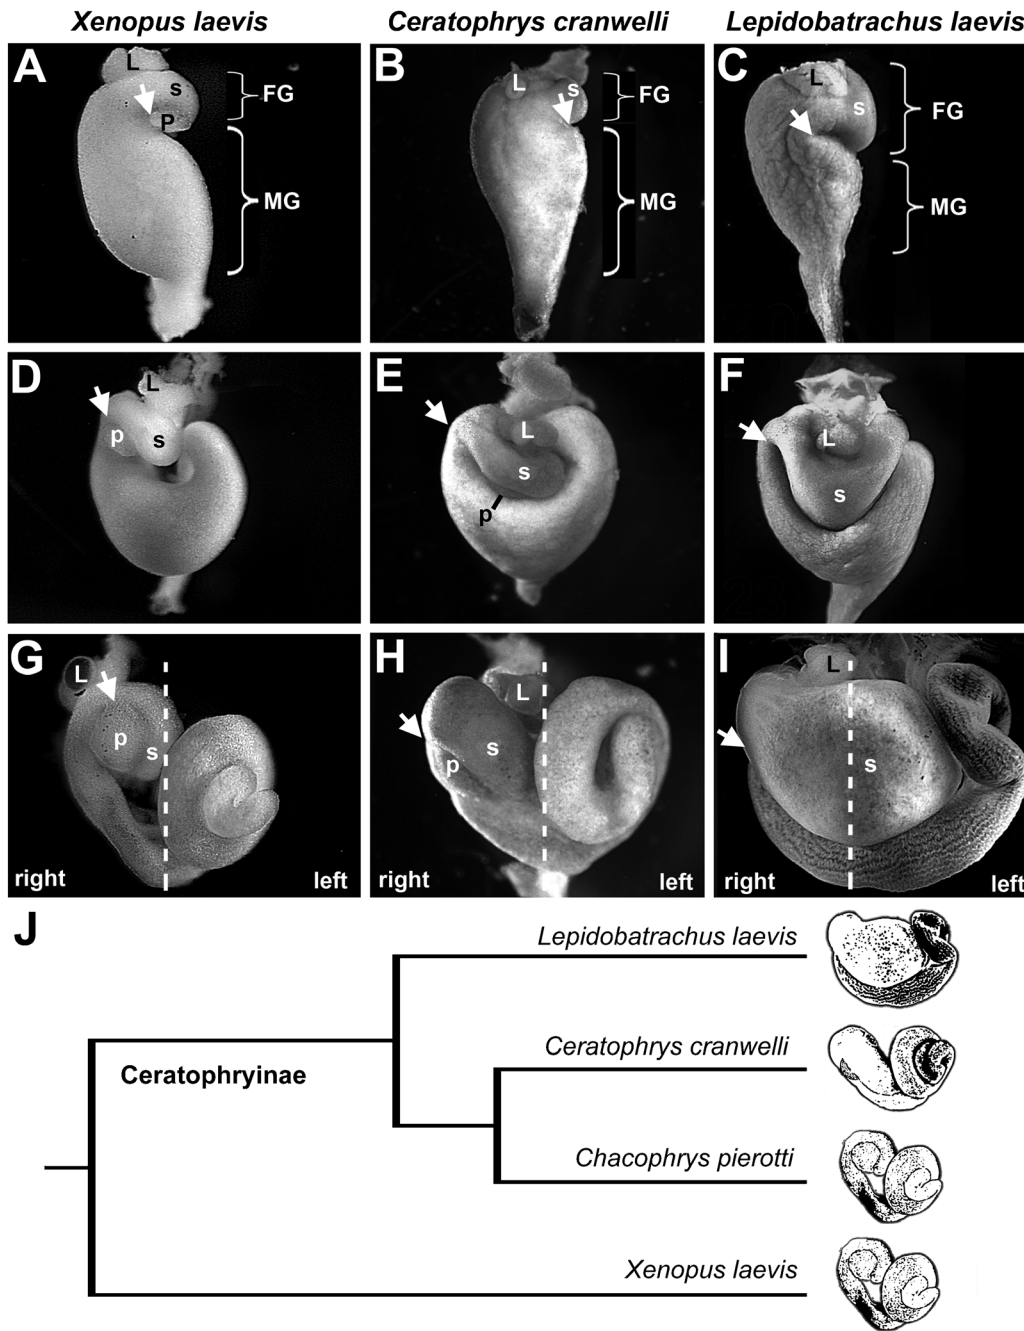 Xenopus laevis
Ceratophrys cranwelli
Lepidobatrachus laevis
A
L
s
P
FG
MG
B
L
s
FG
MG
C
L
s
FG
MG
D
L
p
s
E
L
s
p
F
L
s
G
L
p
s
right
left
H
L
s
p
right
left
I
L
s
right
left
J
Lepidobatrachus laevis
Ceratophrys cranwelli
Ceratophryinae
Chacophrys pierotti
Xenopus laevis